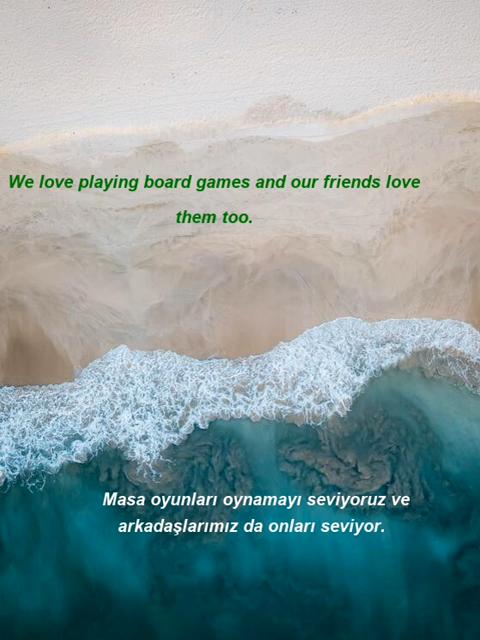 We love playing board games and our friends love
them too.
Masa oyunları oynamayı seviyoruz ve
arkadaşlarımız da onları seviyor.